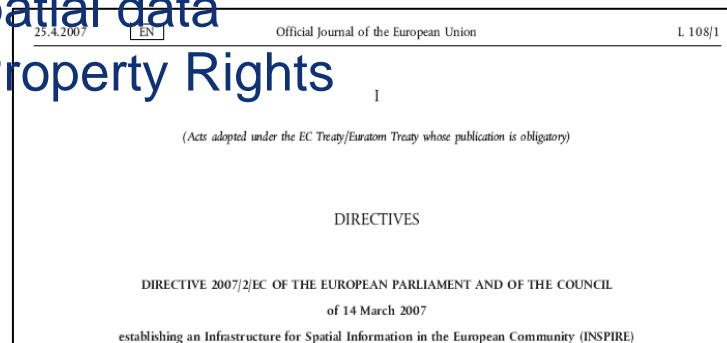 patial data
roperty Rights
25.4.2007 EN Official Journal of the European Union L 108/1
I
(Acts adopted under the EC Treaty/Euratom Treaty whose publication is obligatory)
DIRECTIVES
DIRECTIVE 2007/2/EC OF THE EUROPEAN PARLIAMENT AND OF THE COUNCIL
of 14 March 2007
establishing an Infrastructure for Spatial Information in the European Community (INSPIRE)